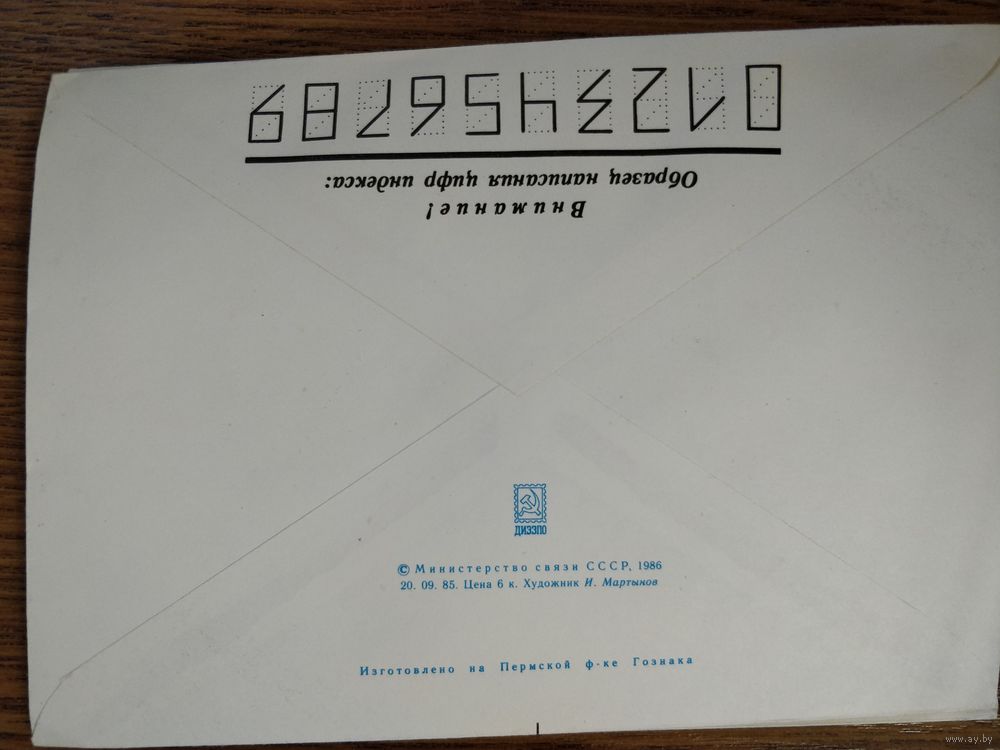 Внимание!
Образец написания цифр индекса:
0123456789
ДИЭЗПО
© Министерство связи СССР, 1986
20. 09. 85. Цена 6 к. Художник И. Мартынов
Изготовлено на Пермской ф-ке Гознака
www.ay.by